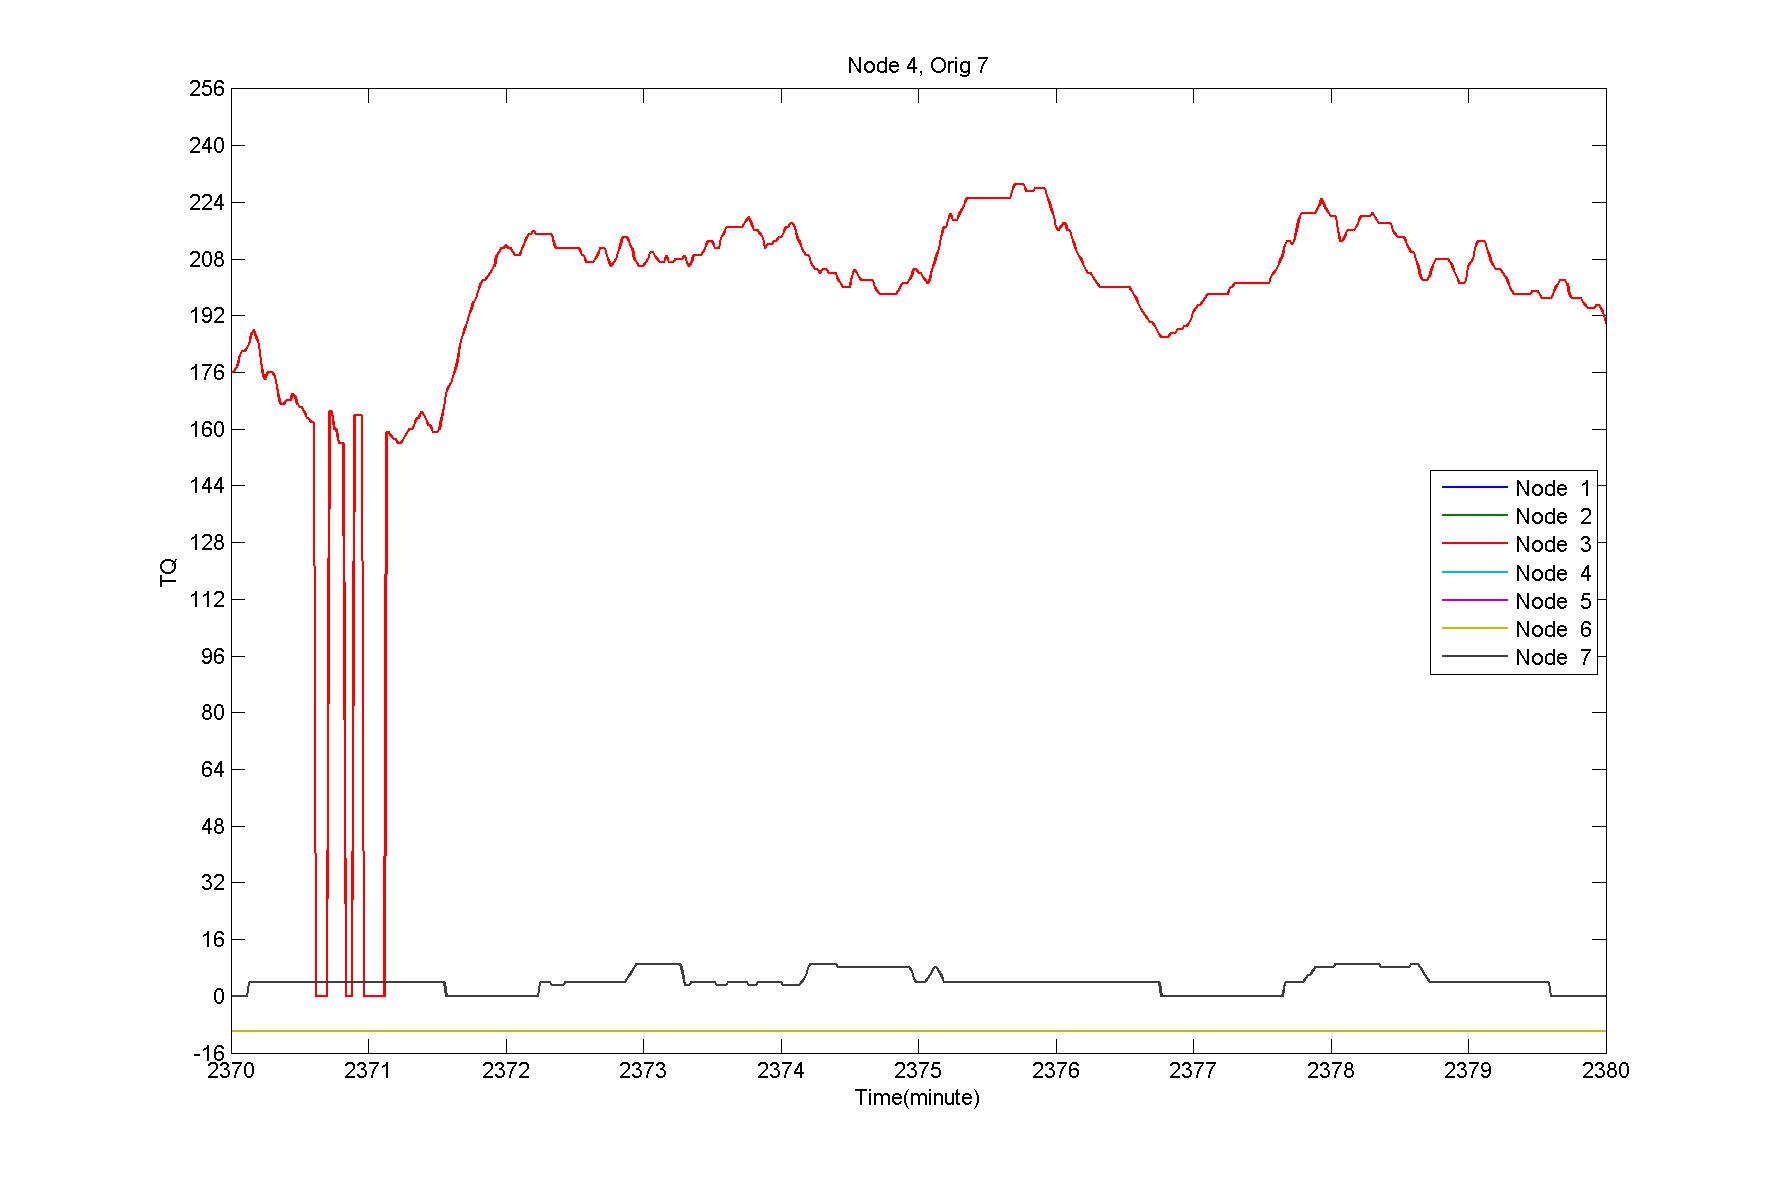 Node 4, Orig 7
256
240
224
208
192
176
160
144
128
112
96
80
64
48
32
16
0
-16
TQ
Node 1
Node 2
Node 3
Node 4
Node 5
Node 6
Node 7
2370 2371 2372 2373 2374 2375 2376 2377 2378 2379 2380
Time(minute)